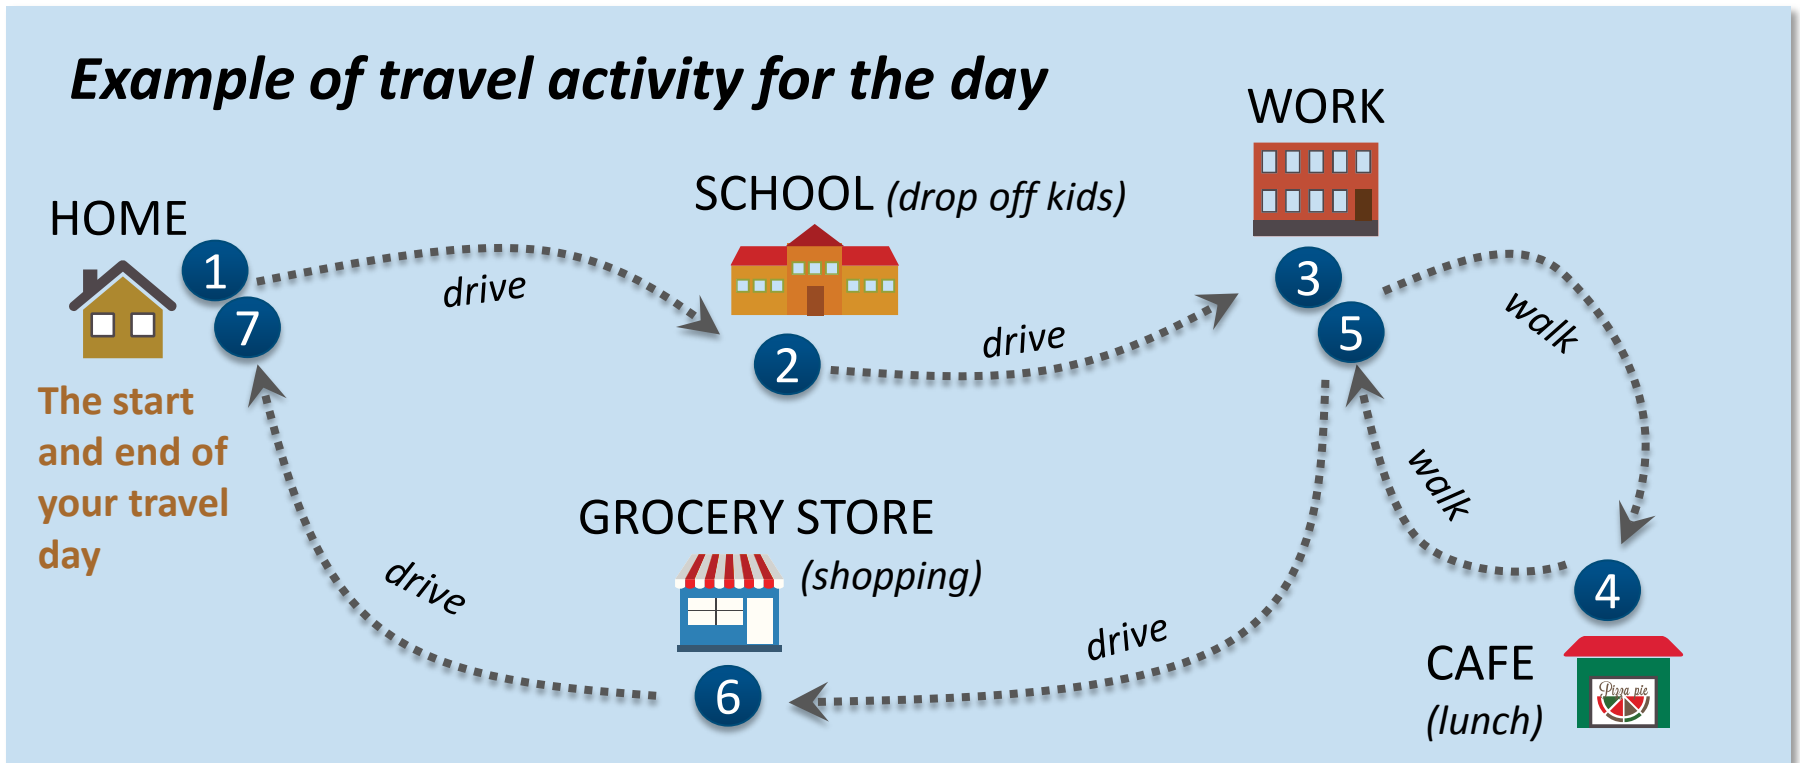 Example of travel activity for the day
HOME
1
7
The start
and end of
your travel
day
drive
SCHOOL (drop off kids)
2
drive
WORK
3
5
walk
walk
4
CAFE
(lunch)
Pizza pie
drive
GROCERY STORE
(shopping)
6
drive